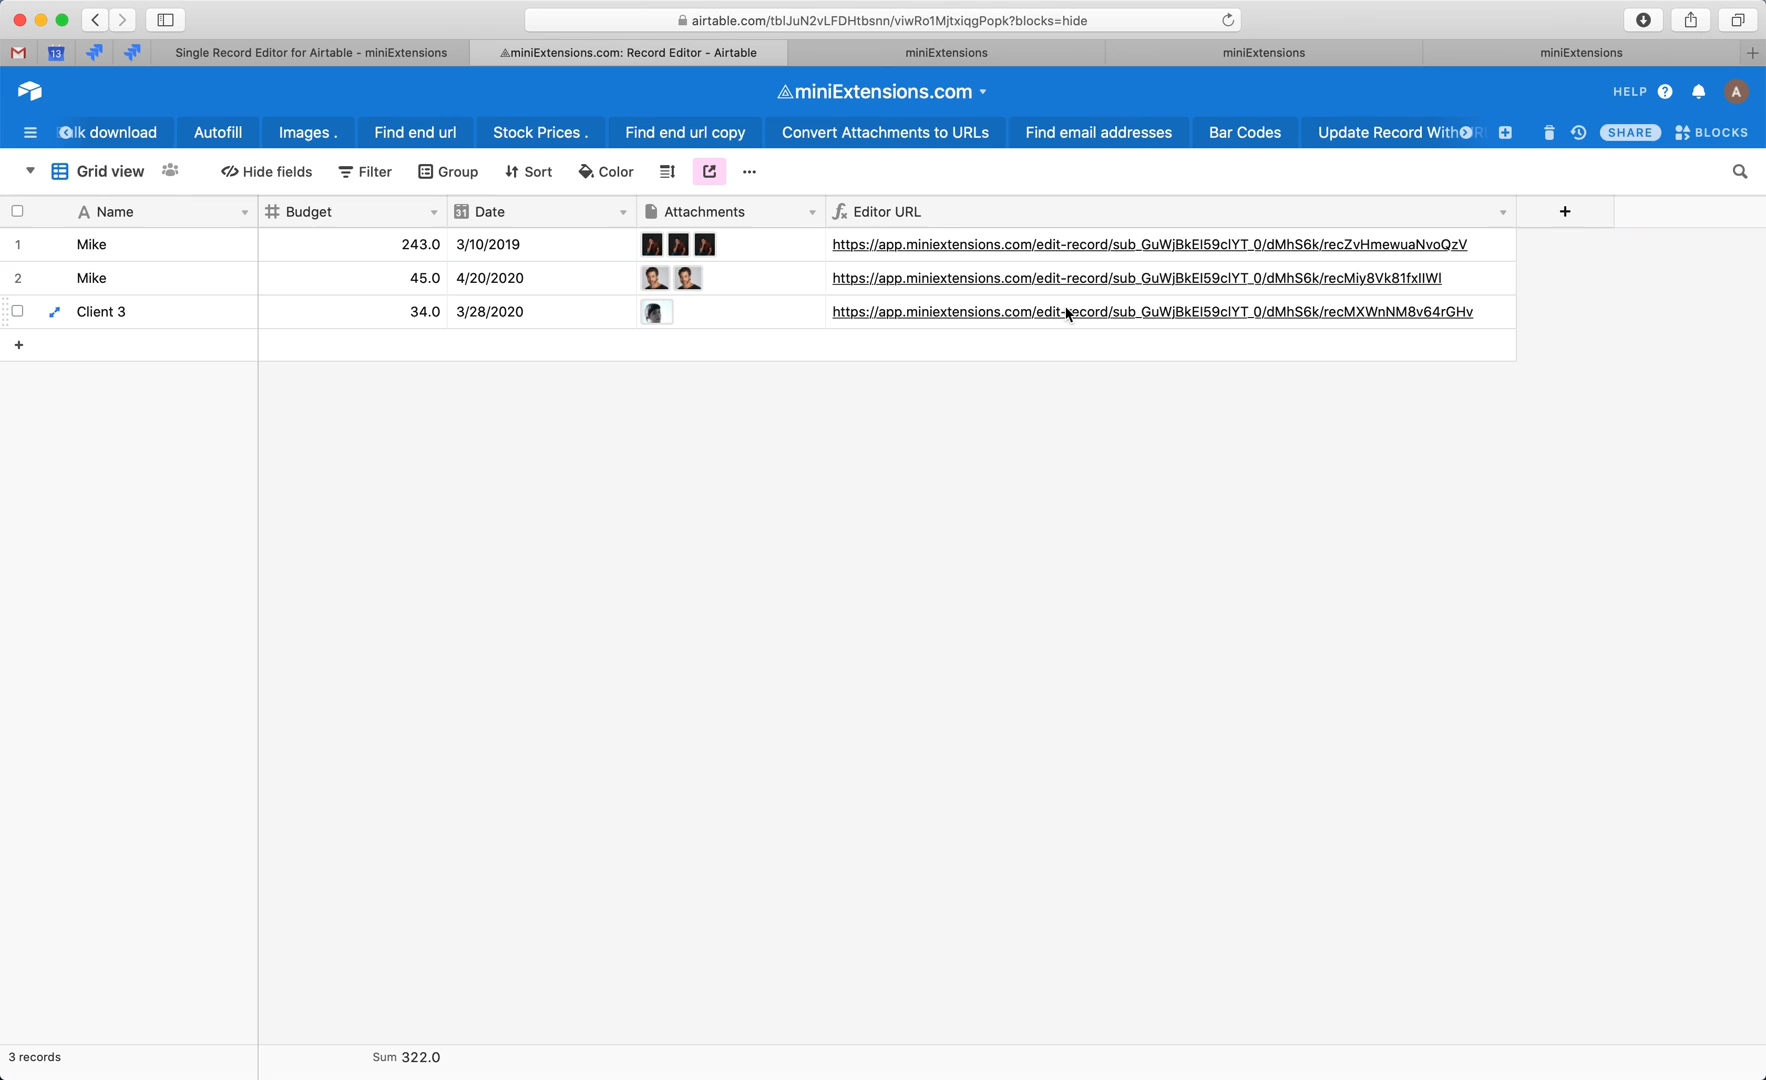 airtable.com/tblJuN2vLFDHtbsnn/viwRo1MjtxiqgPopk?blocks=hide
13
Single Record Editor for Airtable - miniExtensions
miniExtensions.com: Record Editor - Airtable
miniExtensions
miniExtensions
miniExtensions
miniExtensions.com
HELP
A
lk download
Autofill
Images .
Find end url
Stock Prices .
Find end url copy
Convert Attachments to URLs
Find email addresses
Bar Codes
Update Record With
SHARE
BLOCKS
Grid view
Hide fields
Filter
Group
Sort
Color
Name
Budget
31 Date
Attachments
Editor URL
1 Mike 243.0 3/10/2019 https://app.miniextensions.com/edit-record/sub_GuWjBkEI59clYT_0/dMhS6k/recZvHmewuaNvoQzV
2 Mike 45.0 4/20/2020 https://app.miniextensions.com/edit-record/sub_GuWjBkEI59clYT_0/dMhS6k/recMiy8Vk81fxIlWl
Client 3 34.0 3/28/2020 https://app.miniextensions.com/edit-record/sub_GuWjBkEI59clYT_0/dMhS6k/recMXWnNM8v64rGHv
+
3 records
Sum 322.0